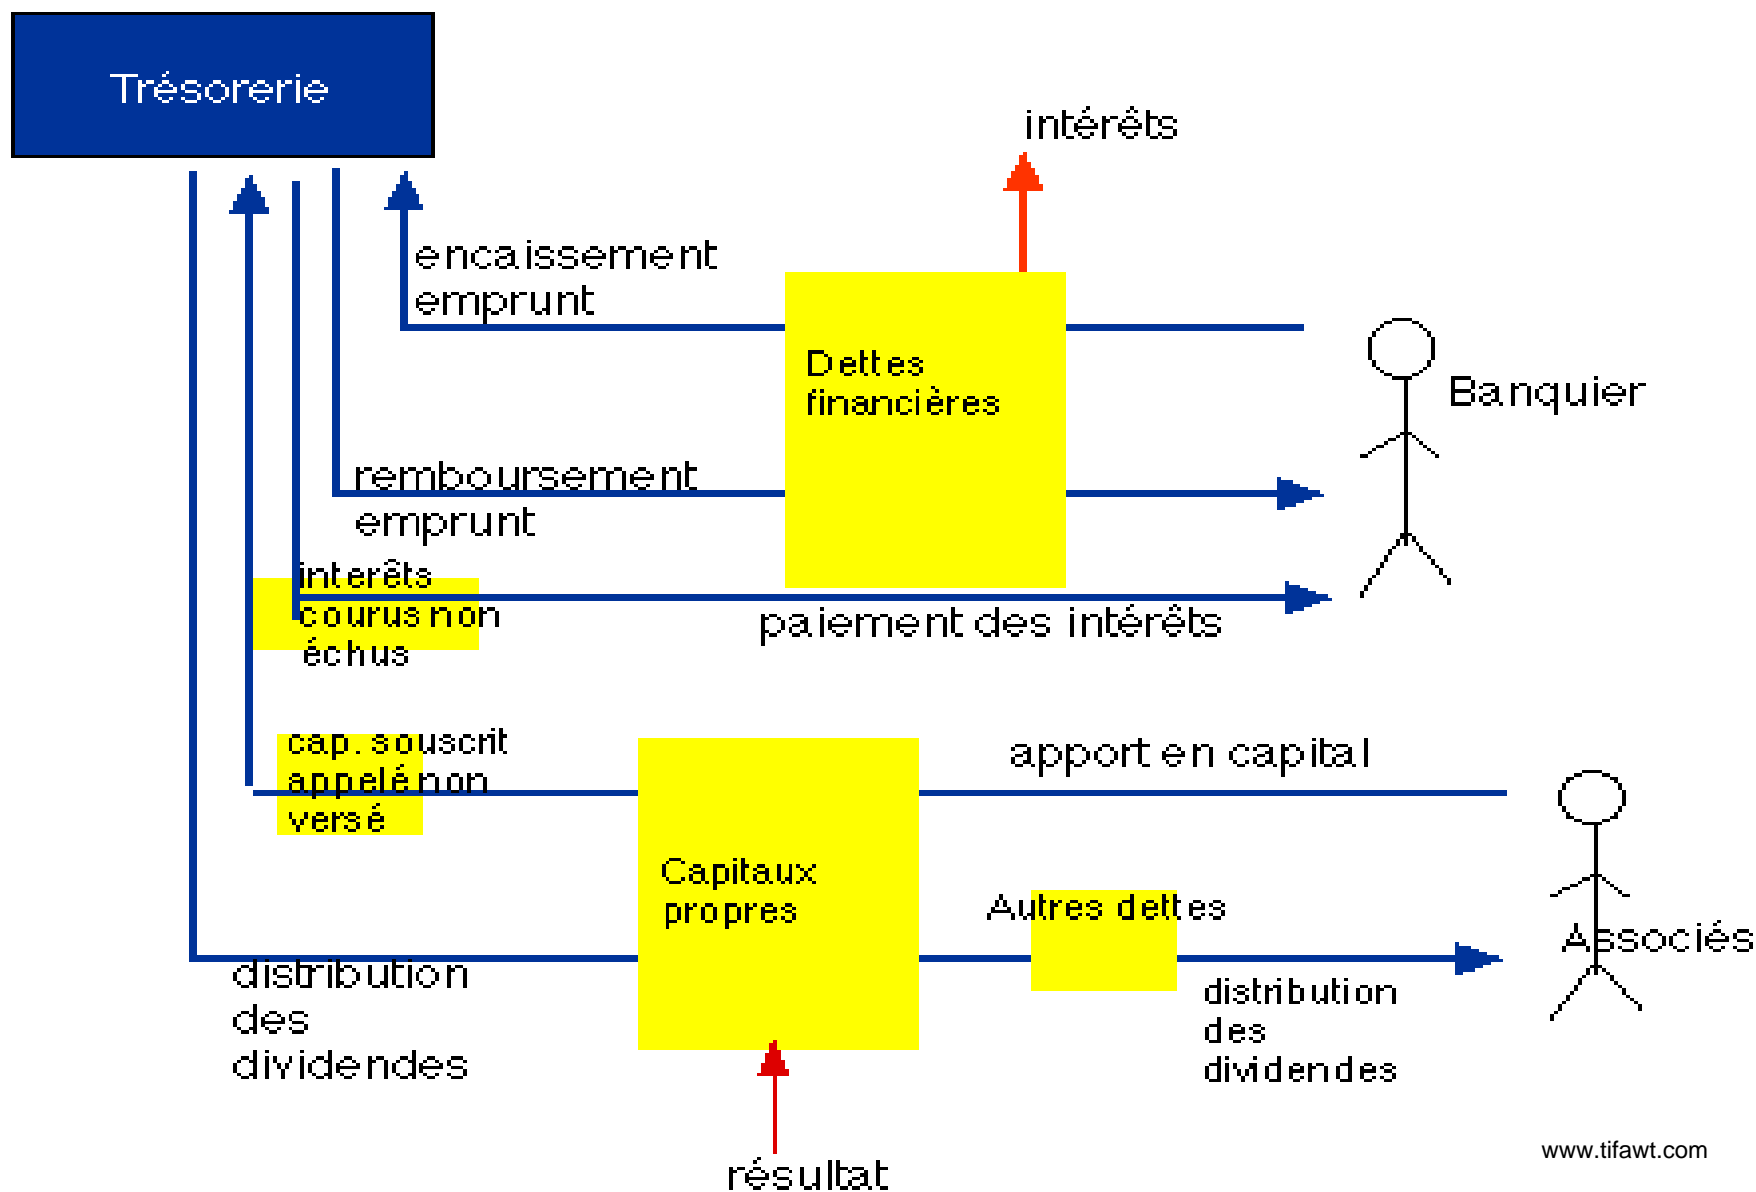 Trésorerie
intérêts
encaissement
emprunt
Dettes
financières
Banquier
remboursement
emprunt
interêts
courus non
échus
paiement des intérêts
cap. souscrit
appelé non
versé
apport en capital
Capitaux
propres
Autres dettes
Associés
distribution
des
dividendes
distribution
des
dividendes
résultat
www.tifawt.com